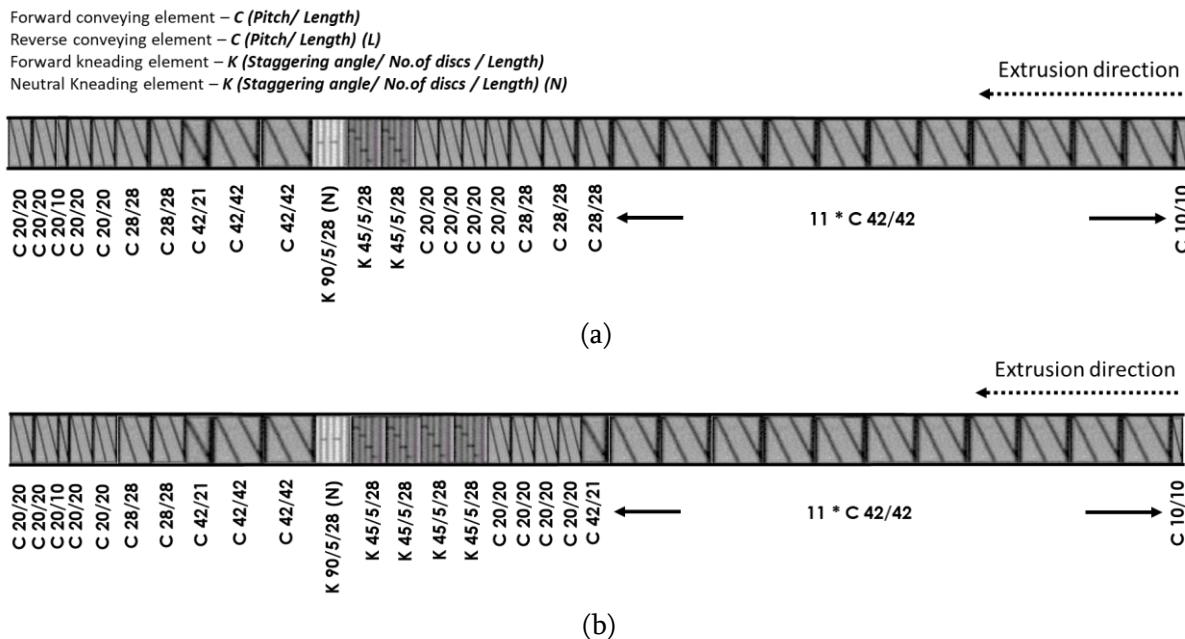 Forward conveying element – C (Pitch/ Length)
Reverse conveying element – C (Pitch/ Length) (L)
Forward kneading element – K (Staggering angle/ No.of discs / Length)
Neutral Kneading element – K (Staggering angle/ No.of discs / Length) (N)
Extrusion direction
C 20/20
C 20/20
C 20/10
C 20/20
C 20/20
C 28/28
C 28/28
C 42/21
C 42/42
C 42/42
K 90/5/28 (N)
K 45/5/28
K 45/5/28
C 20/20
C 20/20
C 20/20
C 20/20
C 28/28
C 28/28
C 28/28
11 * C 42/42
C 10/10
(a)
Extrusion direction
C 20/20
C 20/20
C 20/10
C 20/20
C 20/20
C 28/28
C 28/28
C 42/21
C 42/42
C 42/42
K 90/5/28 (N)
K 45/5/28
K 45/5/28
K 45/5/28
K 45/5/28
C 20/20
C 20/20
C 20/20
C 20/20
C 42/21
11 * C 42/42
C 10/10
(b)